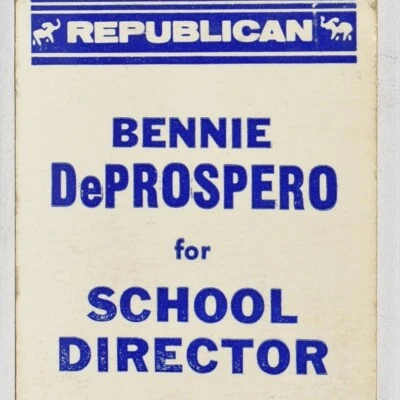 REPUBLICAN
BENNIE
DePROSPERO
for
SCHOOL
DIRECTOR